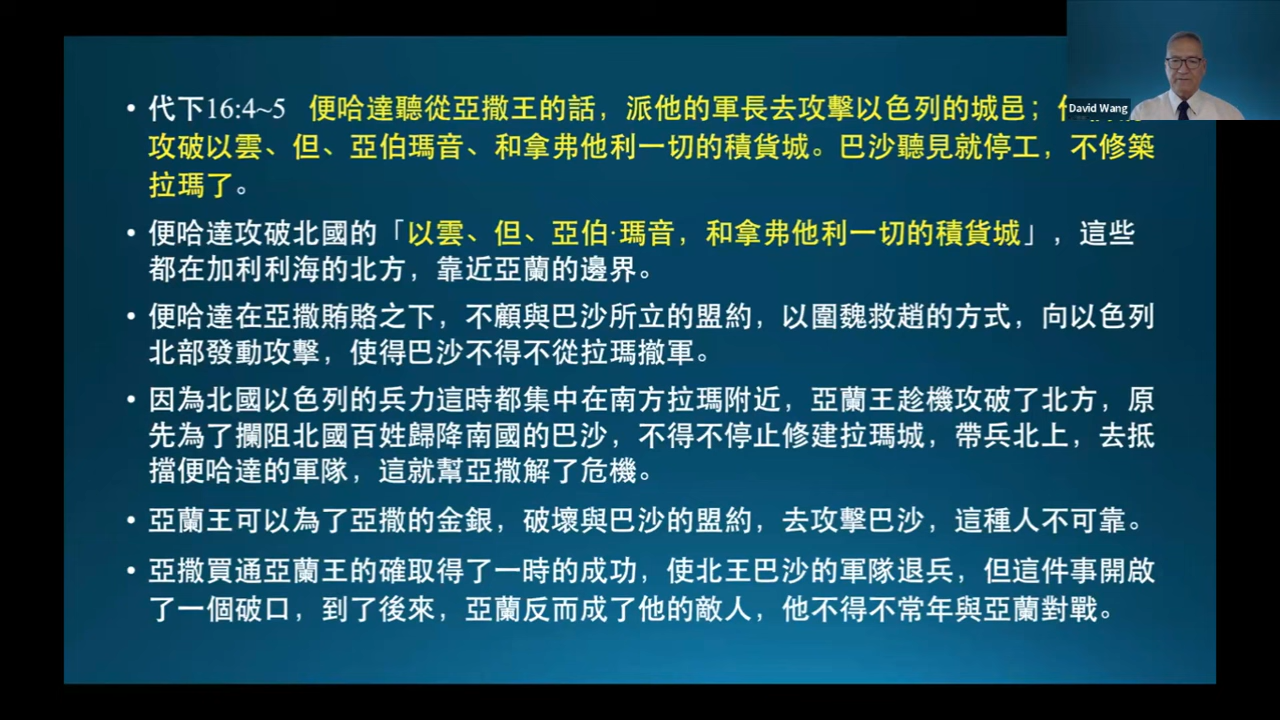 • 代下16:4~5 便哈達聽從亞撒王的話，派他的軍長去攻擊以色列的城邑；
攻破以雲、但、亞伯瑪音、和拿弗他利一切的積貨城。巴沙聽見就停工，不修築
拉瑪了。
• 便哈達攻破北國的「以雲、但、亞伯·瑪音，和拿弗他利一切的積貨城」，這些
都在加利利海的北方，靠近亞蘭的邊界。
• 便哈達在亞撒賄賂之下，不顧與巴沙所立的盟約，以圍魏救趙的方式，向以色列
北部發動攻擊，使得巴沙不得不從拉瑪撤軍。
• 因為北國以色列的兵力這時都集中在南方拉瑪附近，亞蘭王趁機攻破了北方，原
先為了攔阻北國百姓歸降南國的巴沙，不得不停止修建拉瑪城，帶兵北上，去抵
擋便哈達的軍隊，這就幫亞撒解了危機。
• 亞蘭王可以為了亞撒的金銀，破壞與巴沙的盟約，去攻擊巴沙，這種人不可靠。
• 亞撒買通亞蘭王的確取得了一時的成功，使北王巴沙的軍隊退兵，但這件事開啟
了一個破口，到了後來，亞蘭反而成了他的敵人，他不得不常年與亞蘭對戰。
David Wang